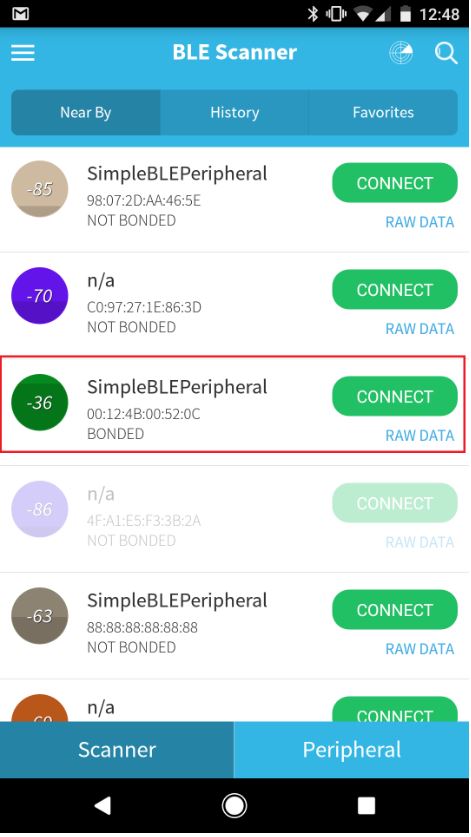 12:48
BLE Scanner
Near By
History
Favorites
-85
SimpleBLEPeripheral
98:07:2D:AA:46:5E
NOT BONDED
CONNECT
RAW DATA
-70
n/a
C0:97:27:1E:86:3D
NOT BONDED
CONNECT
RAW DATA
-36
SimpleBLEPeripheral
00:12:4B:00:52:0C
BONDED
CONNECT
RAW DATA
-86
n/a
4F:A1:E5:F3:3B:2A
NOT BONDED
CONNECT
RAW DATA
-63
SimpleBLEPeripheral
88:88:88:88:88:88
NOT BONDED
CONNECT
RAW DATA
n/a
CONNECT
Scanner
Peripheral